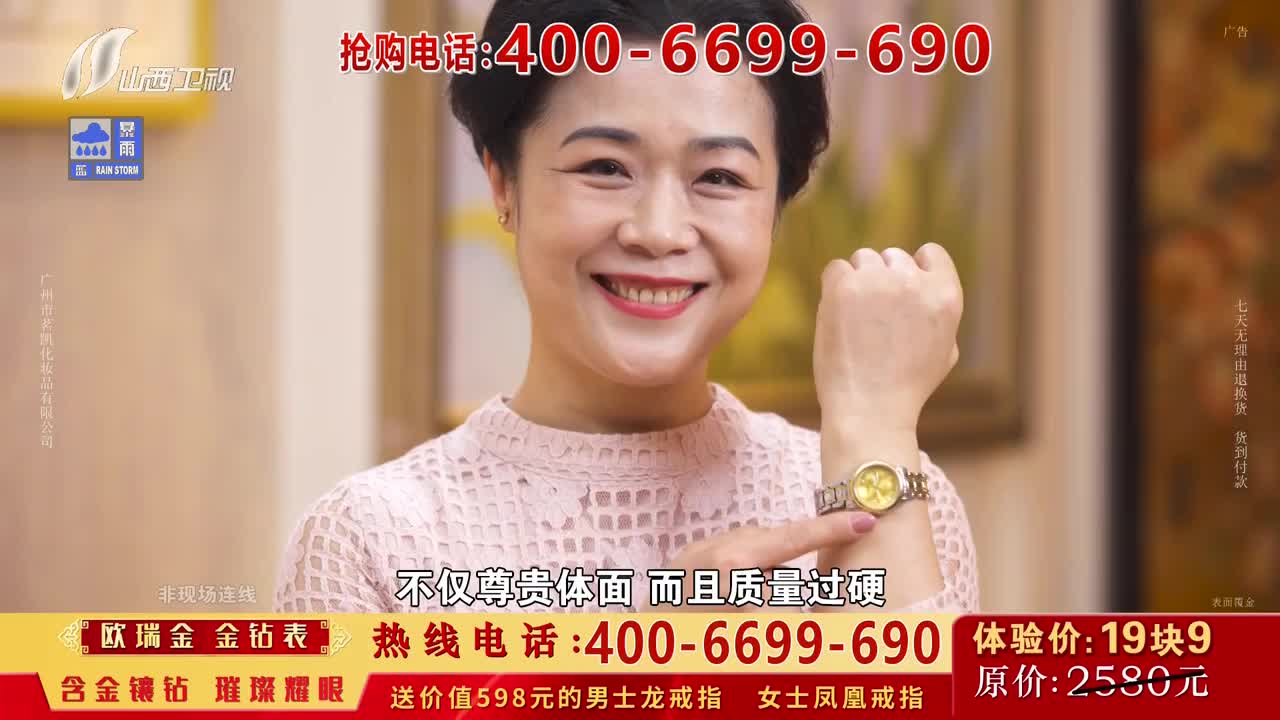 抢购电话:400-6699-690
广告
山西卫视
暴雨
蓝 RAIN STORM
广州市茗凯化妆品有限公司
七天无理由退换货 货到付款
非现场连线
不仅尊贵体面 而且质量过硬
表面覆金
欧瑞金 金钻表
热线电话:400-6699-690
体验价:19块9
原价:2580元
含金镶钻 璀璨耀眼
送价值598元的男士龙戒指 女士凤凰戒指